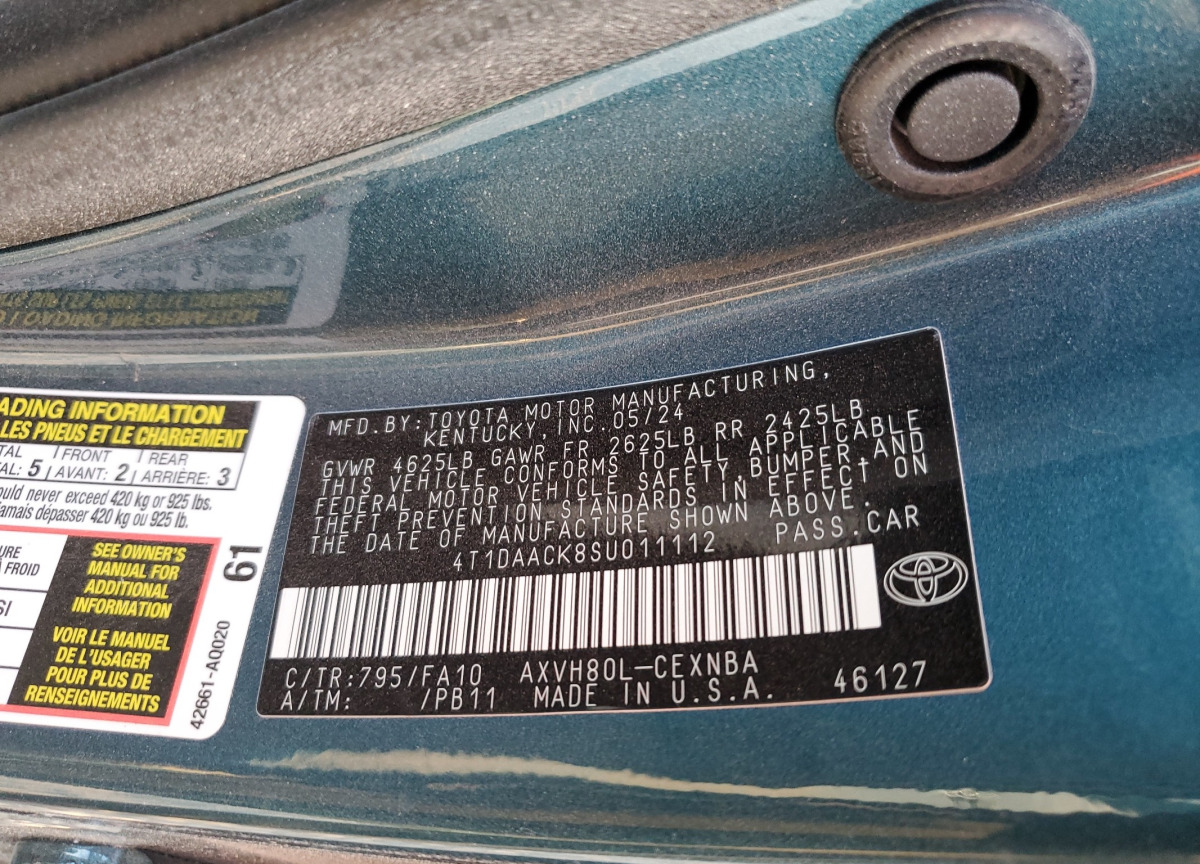 ADING INFORMATION
LES PNEUS ET LE CHARGEMENT
TAL FRONT REAR
AL: 5 AVANT: 2 ARRIÈRE: 3
ould never exceed 420 kg or 925 lbs.
amais dépasser 420 kg ou 925 lb.
URE
FROID
SI
SEE OWNER'S
MANUAL FOR
ADDITIONAL
INFORMATION
VOIR LE MANUEL
DE L'USAGER
POUR PLUS DE
RENSEIGNEMENTS
61
42661-AQ020
MFD.BY:TOYOTA MOTOR MANUFACTURING,
KENTUCKY, INC.05/24
GVWR 4625LB GAWR FR 2625LB RR 2425LB
THIS VEHICLE CONFORMS TO ALL APPLICABLE
FEDERAL MOTOR VEHICLE SAFETY,BUMPER,AND
THEFT PREVENTION STANDARDS IN EFFECT ON
THE DATE OF MANUFACTURE SHOWN ABOVE.
4T1DAACK8SU011112 PASS.CAR
C/TR:795/FA10 AXVH80L-CEXNBA
A/TM: /PB11 MADE IN U.S.A. 46127